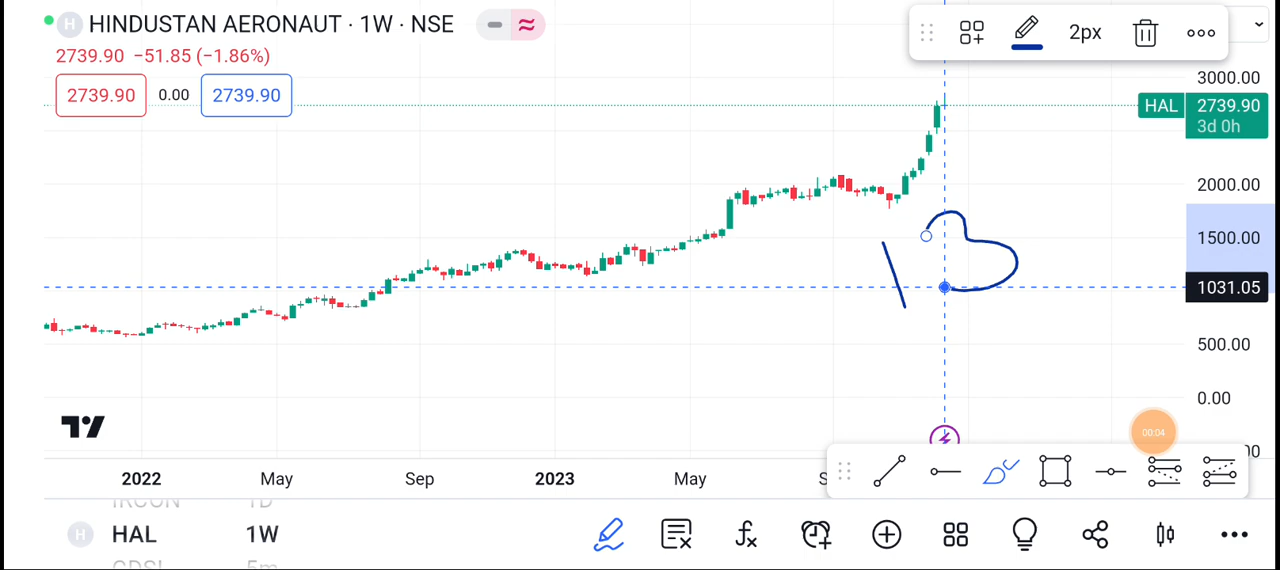 H HINDUSTAN AERONAUT · 1W · NSE
2739.90 −51.85 (−1.86%)
2739.90 0.00 2739.90
2px
3000.00
HAL 2739.90
3d 0h
2000.00
1500.00
1031.05
500.00
0.00
00:04
2022 May Sep 2023 May
1D
H HAL 1W
5m